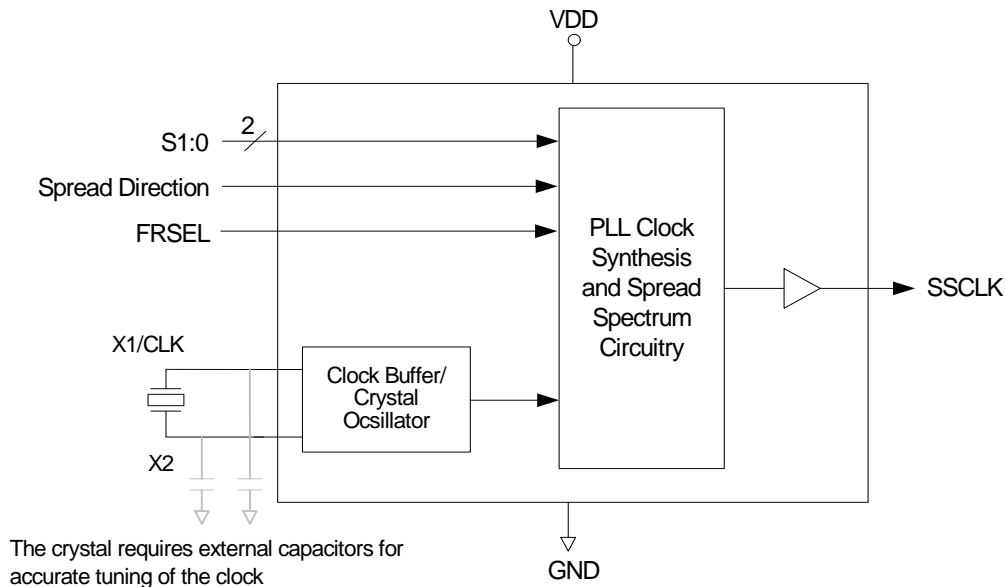 VDD
2
S1:0
Spread Direction
FRSEL
PLL Clock
Synthesis
and Spread
Spectrum
Circuitry
SSCLK
X1/CLK
Clock Buffer/
Crystal
Ocsillator
X2
The crystal requires external capacitors for
accurate tuning of the clock
GND